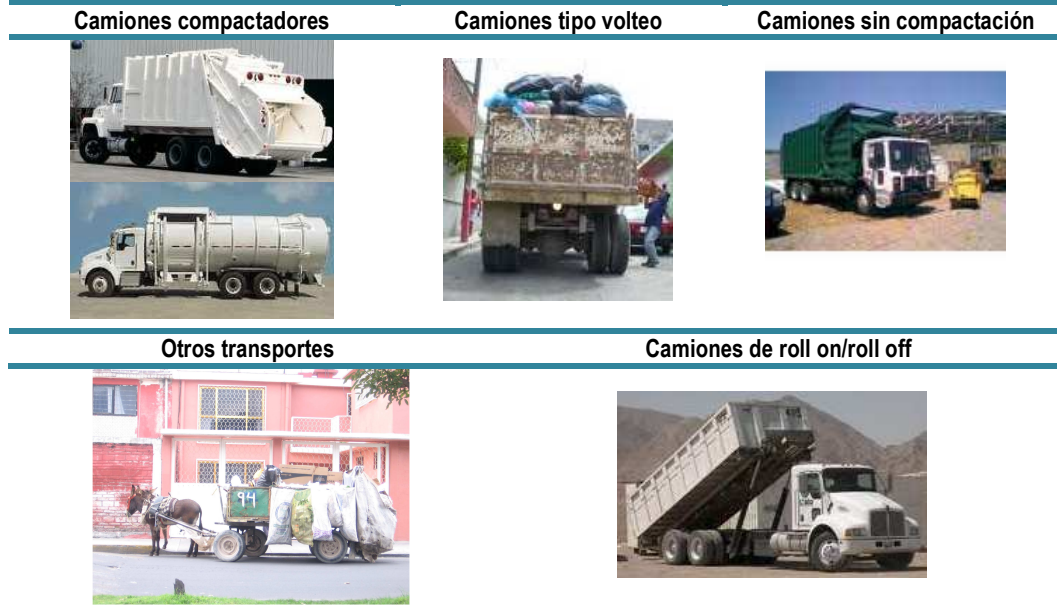 Camiones compactadores
Camiones tipo volteo
Camiones sin compactación
Otros transportes
Camiones de roll on/roll off
94